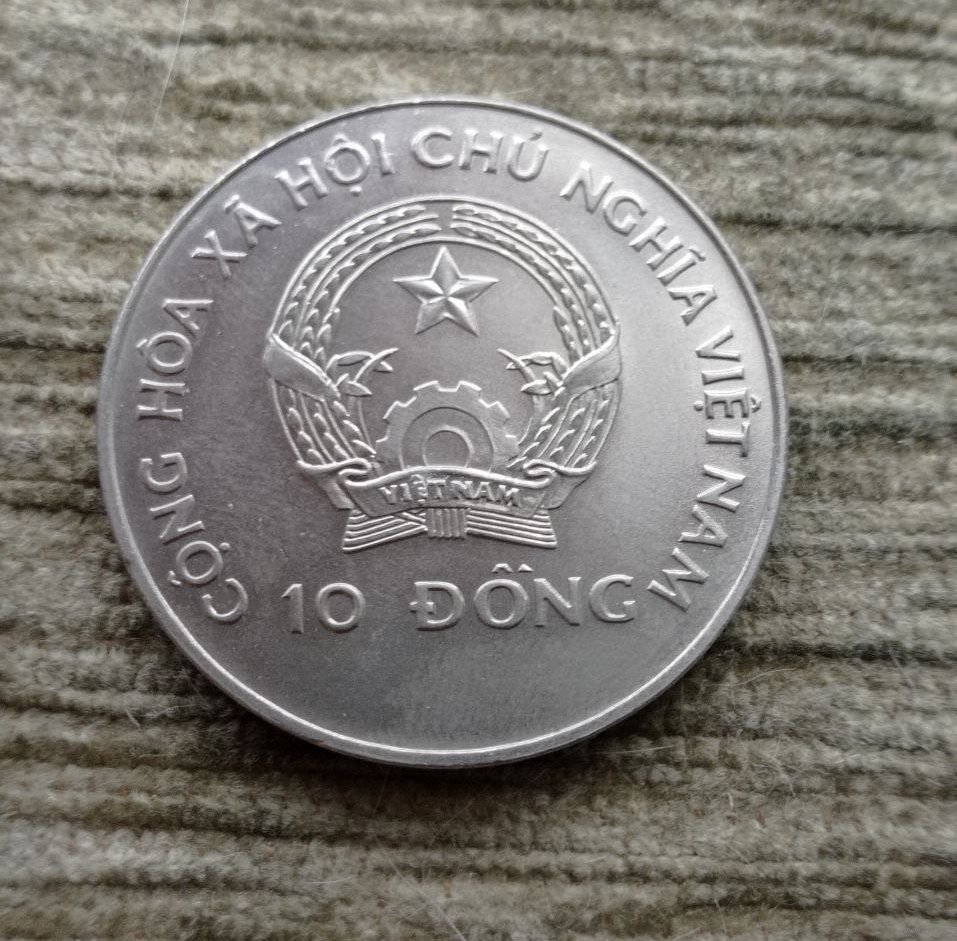 CỘNG HÒA XÃ HỘI CHỦ NGHĨA VIỆT NAM
VIỆT NAM
10 ĐỒNG